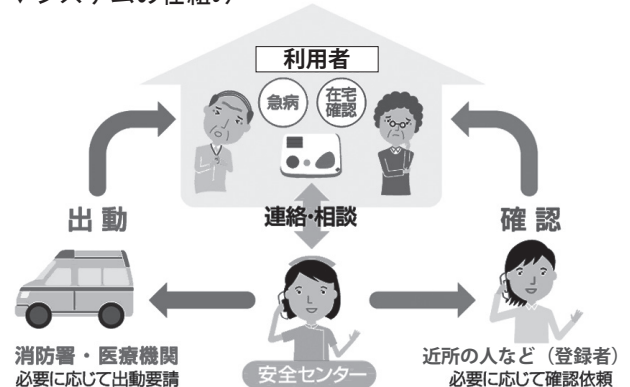 利用者
急病
在宅
確認
連絡・相談
出動
確認
消防署・医療機関
必要に応じて出動要請
安全センター
近所の人など（登録者）
必要に応じて確認依頼